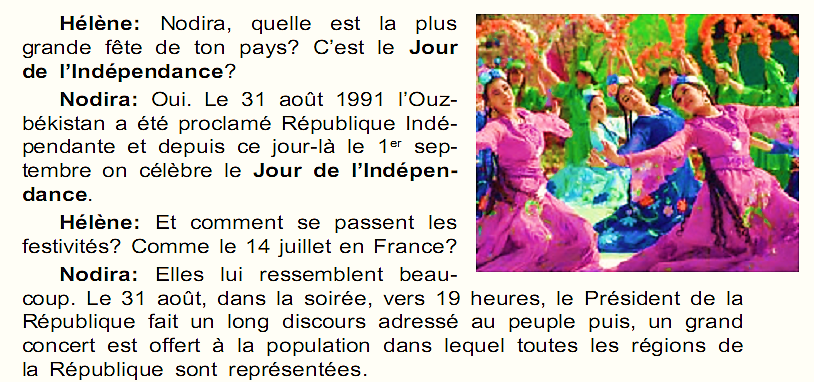 Hélène: Nodira, quelle est la plus
grande fête de ton pays? C’est le Jour
de l’Indépendance?
Nodira: Oui. Le 31 août 1991 l’Ouz-
békistan a été proclamé République Indé-
pendante et depuis ce jour-là le 1er sep-
tembre on célèbre le Jour de l’Indépen-
dance.
Hélène: Et comment se passent les
festivités? Comme le 14 juillet en France?
Nodira: Elles lui ressemblent beau-
coup. Le 31 août, dans la soirée, vers 19 heures, le Président de la
République fait un long discours adressé au peuple puis, un grand
concert est offert à la population dans lequel toutes les régions de
la République sont représentées.